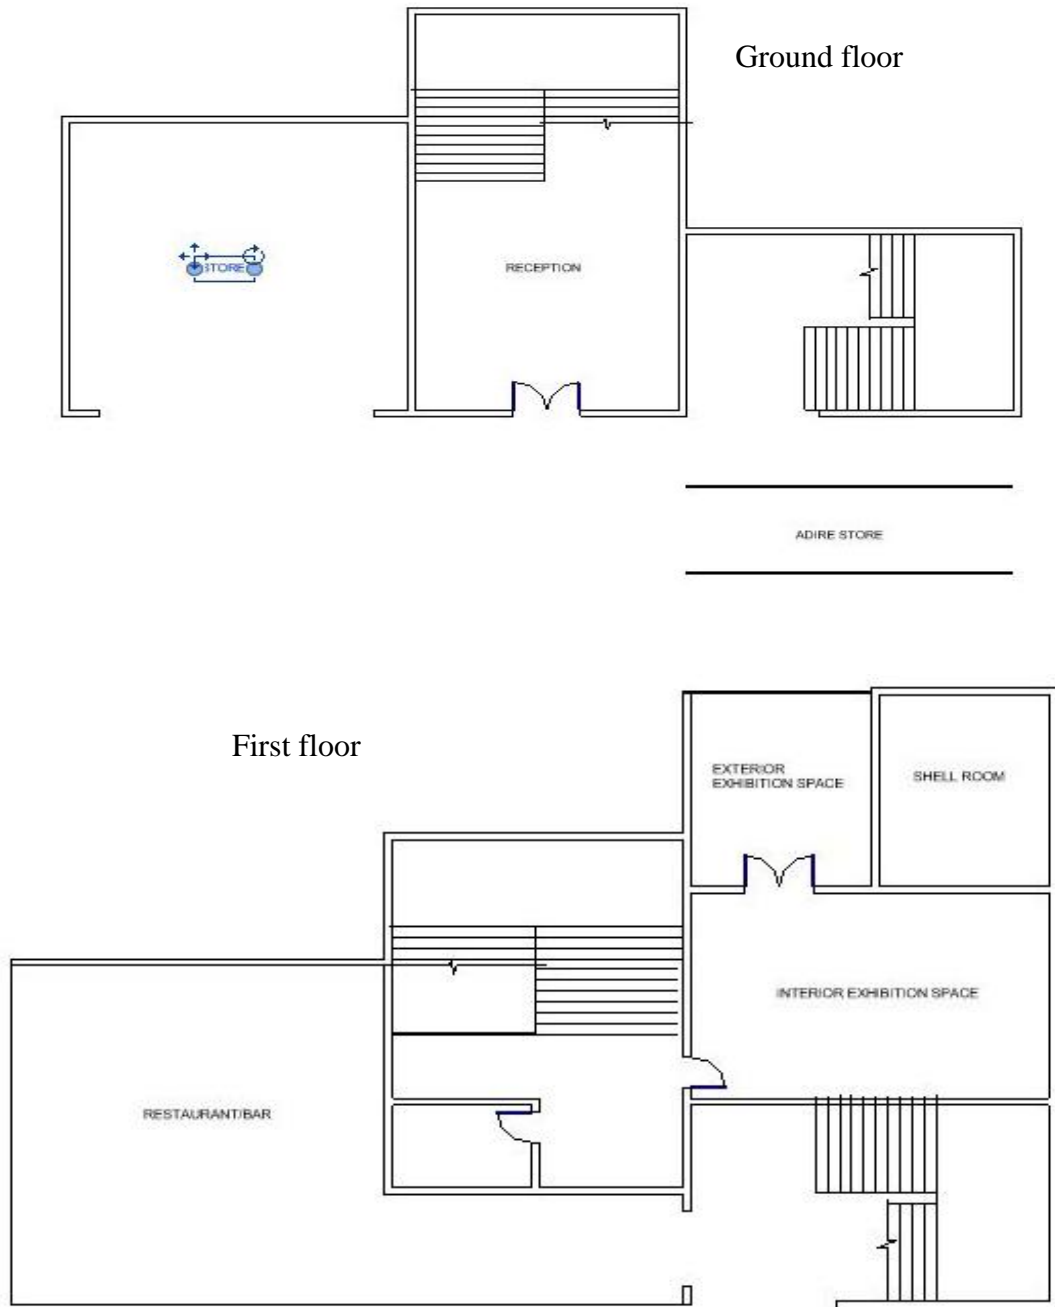 Ground floor
STORE
RECEPTION
ADIRE STORE
First floor
EXTERIOR
EXHIBITION SPACE
SHELL ROOM
INTERIOR EXHIBITION SPACE
RESTAURANT/BAR